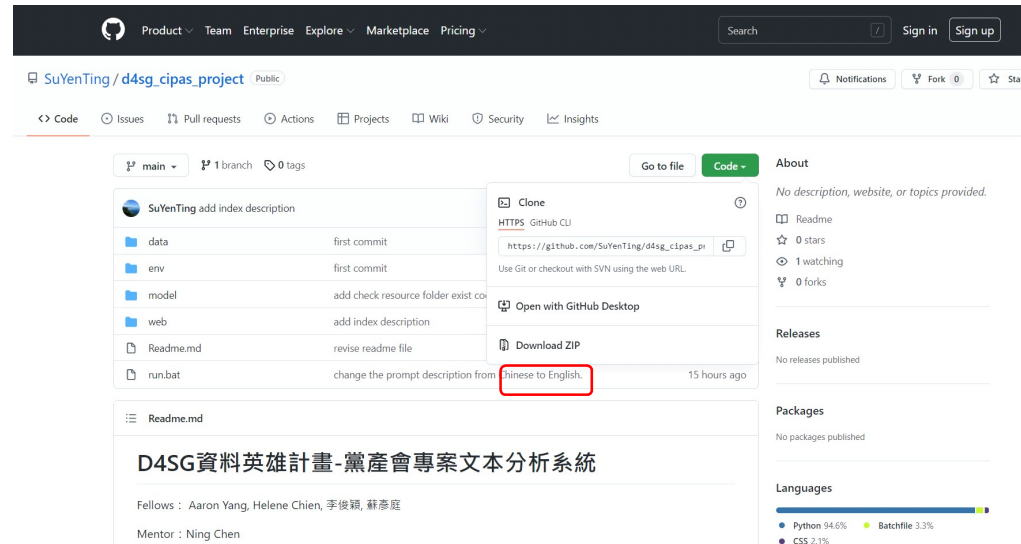 Product Team Enterprise Explore Marketplace Pricing Search / Sign in Sign up
SuYenTing / d4sg_cipas_project Public Notifications Fork 0 Sta
Code Issues Pull requests Actions Projects Wiki Security Insights
main 1 branch 0 tags Go to file Code
SuYenTing add index description
data first commit
env first commit
model add check resource folder exist co
web add index description
Readme.md revise readme file
run.bat change the prompt description from Chinese to English. 15 hours ago
Clone
HTTPS GitHub CLI
https://github.com/SuYenTing/d4sg_cipas_p
Use Git or checkout with SVN using the web URL.
Open with GitHub Desktop
Download ZIP
Readme.md
D4SG資料英雄計畫-黨產會專案文本分析系統
Fellows： Aaron Yang, Helene Chien, 李俊穎, 蘇彥庭
Mentor：Ning Chen
About
No description, website, or topics provided.
Readme
0 stars
1 watching
0 forks
Releases
No releases published
Packages
No packages published
Languages
Python 94.6% Batchfile 3.3%
CSS 2.1%